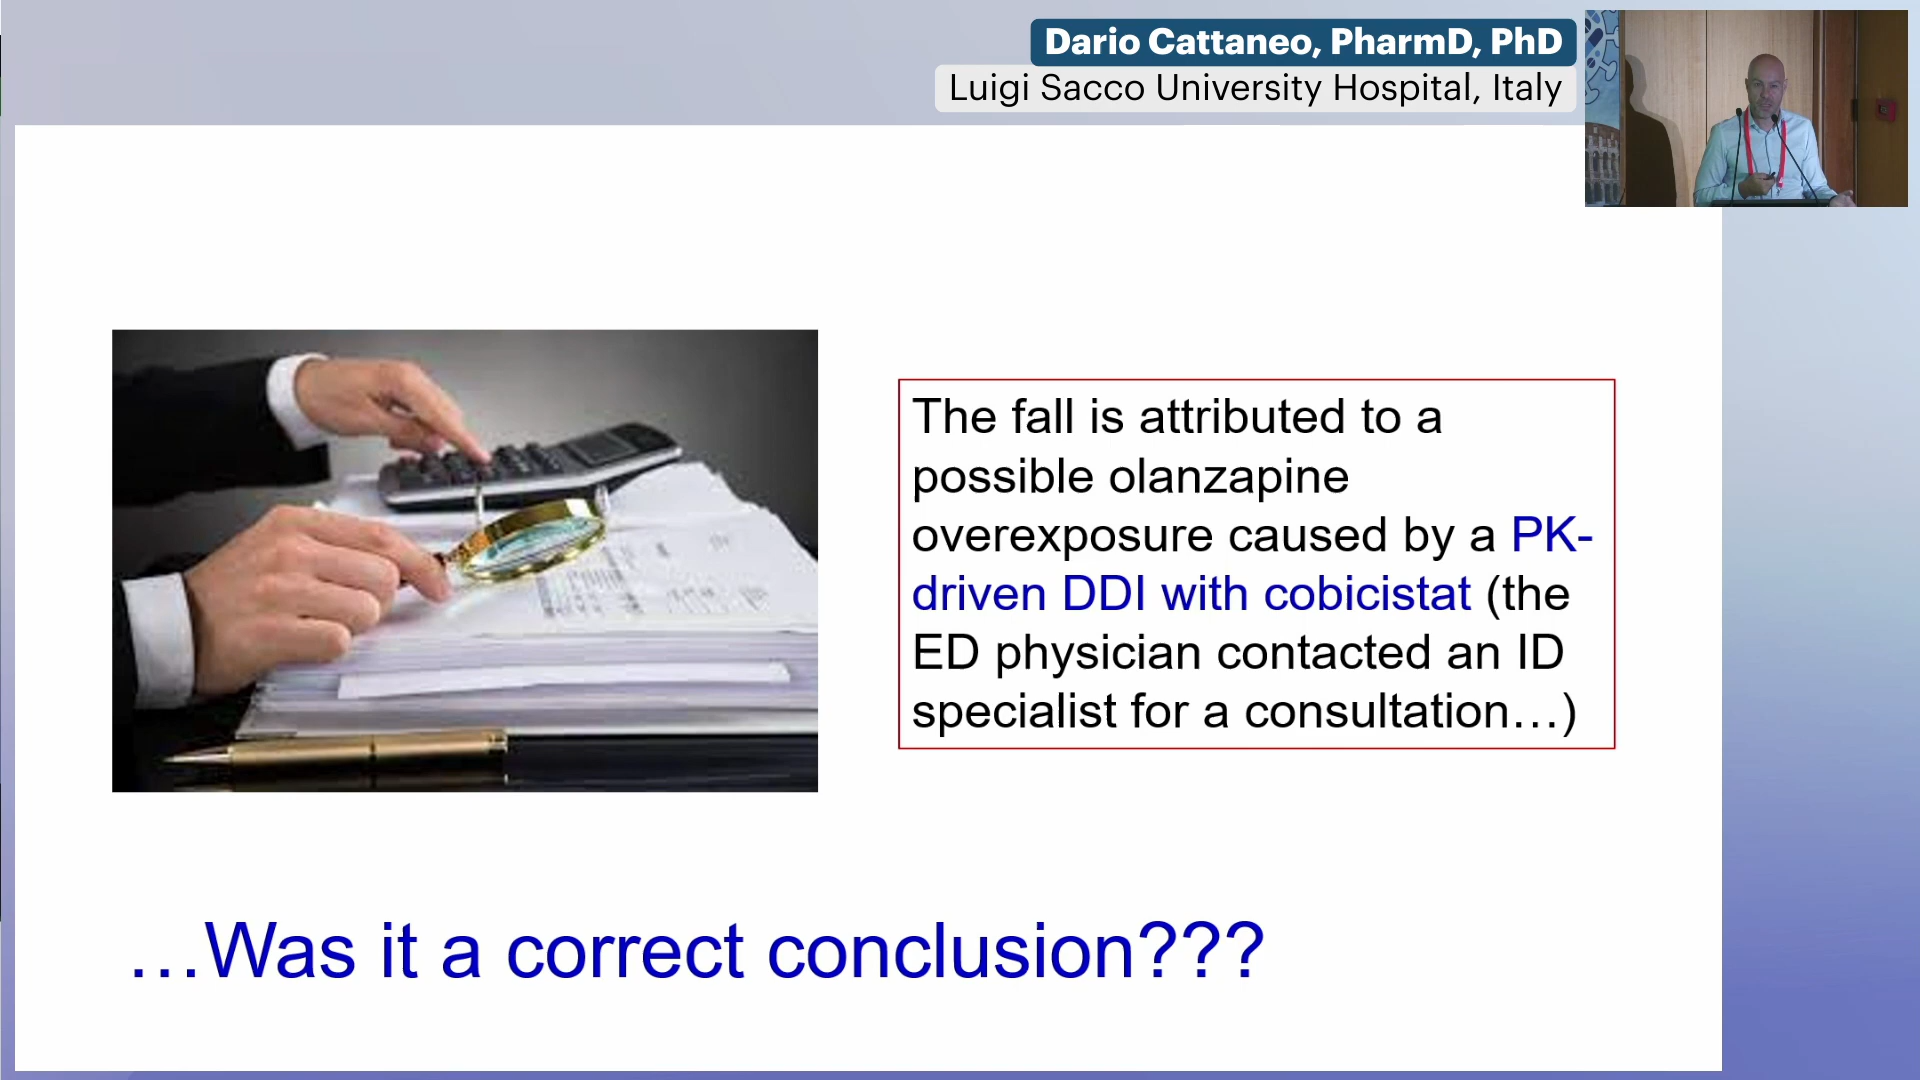 Dario Cattaneo, PharmD, PhD
Luigi Sacco University Hospital, Italy
The fall is attributed to a
possible olanzapine
overexposure caused by a PK-
driven DDI with cobicistat (the
ED physician contacted an ID
specialist for a consultation…)
…Was it a correct conclusion???